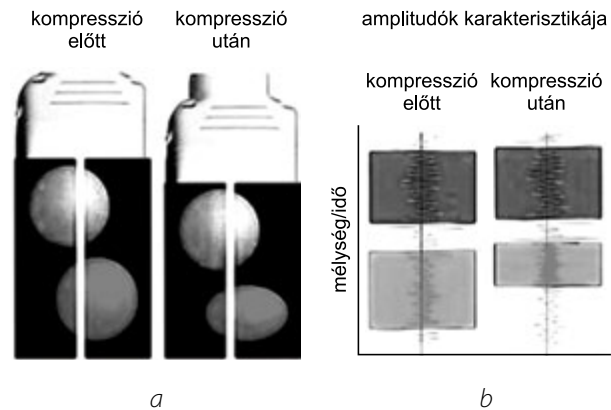 kompresszió
előtt
kompresszió
után
a
amplitudók karakterisztikája
kompresszió
előtt
kompresszió
után
mélység/idő
b